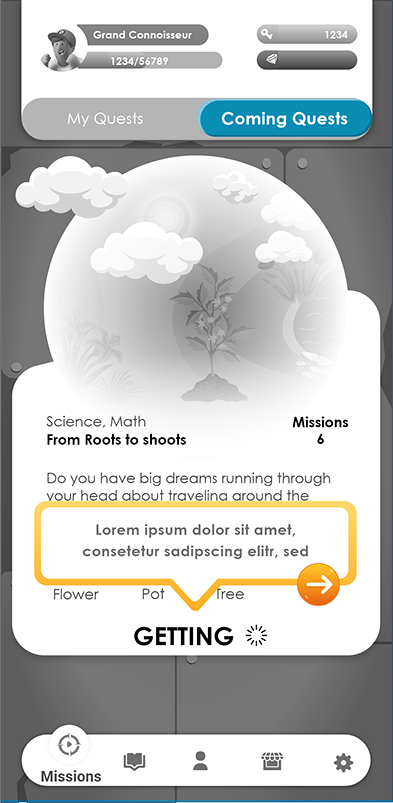 Grand Connoisseur
1234
1234/56789
My Quests
Coming Quests
Science, Math
Missions
From Roots to shoots
6
Do you have big dreams running through
your head about traveling around the
Lorem ipsum dolor sit amet,
consetetur sadipscing elitr, sed
Flower
Pot
Tree
GETTING
Missions